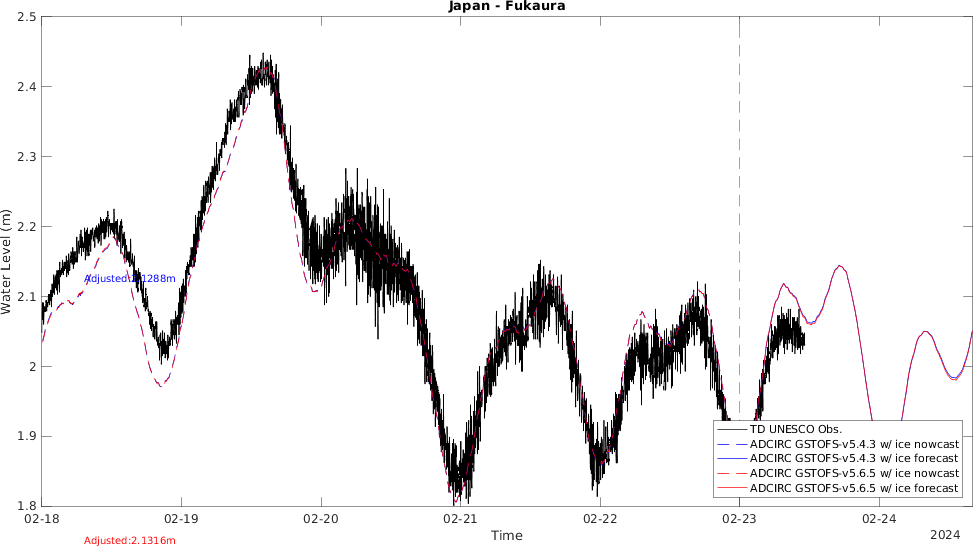 Japan - Fukaura
2.5
2.4
2.3
2.2
2.1
2
1.9
1.8
Water Level (m)
Adjusted:2.1288m
TD UNESCO Obs.
ADCIRC GSTOFS-v5.4.3 w/ ice nowcast
ADCIRC GSTOFS-v5.4.3 w/ ice forecast
ADCIRC GSTOFS-v5.6.5 w/ ice nowcast
ADCIRC GSTOFS-v5.6.5 w/ ice forecast
02-18 02-19 02-20 02-21 02-22 02-23 02-24
Time
2024
Adjusted:2.1316m